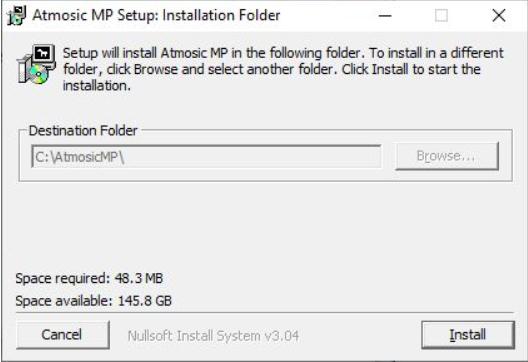 Atmosic MP Setup: Installation Folder
Setup will install Atmosic MP in the following folder. To install in a different
folder, click Browse and select another folder. Click Install to start the
installation.
Destination Folder
C:\AtmosicMP\
Browse...
Space required: 48.3 MB
Space available: 145.8 GB
Cancel
Nullsoft Install System v3.04
Install